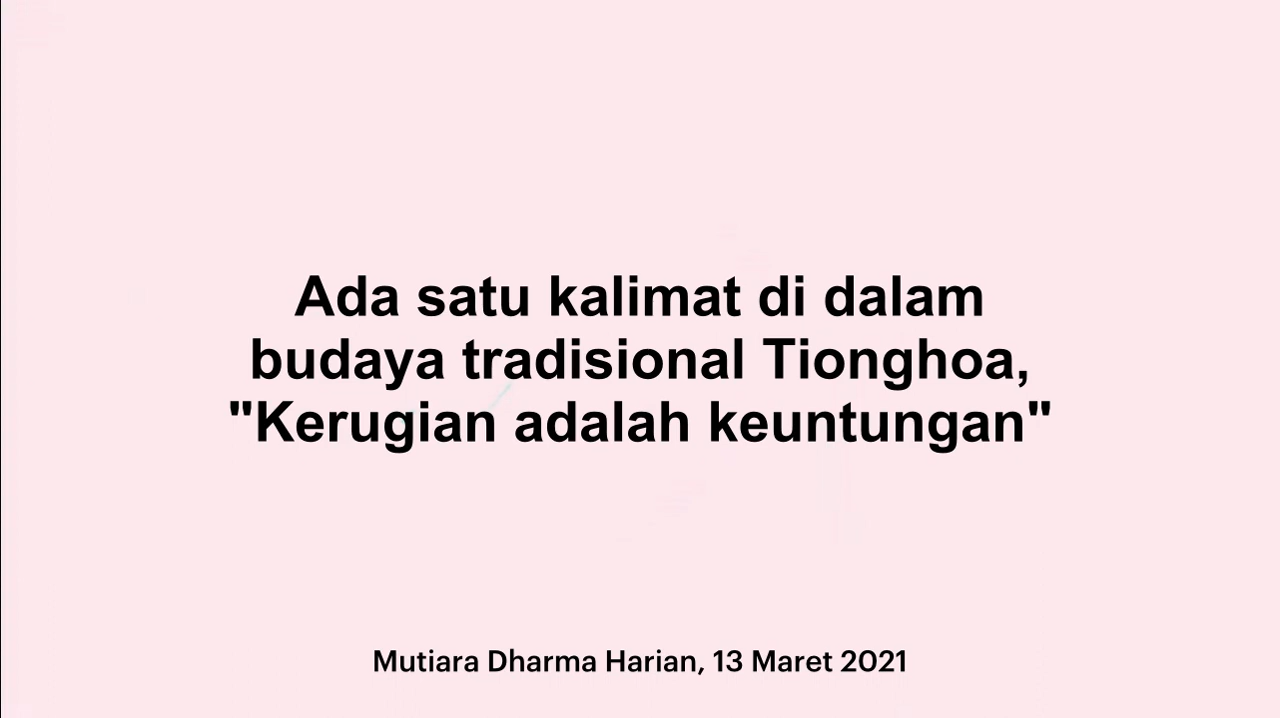 Ada satu kalimat di dalam
budaya tradisional Tionghoa,
"Kerugian adalah keuntungan"
Mutiara Dharma Harian, 13 Maret 2021